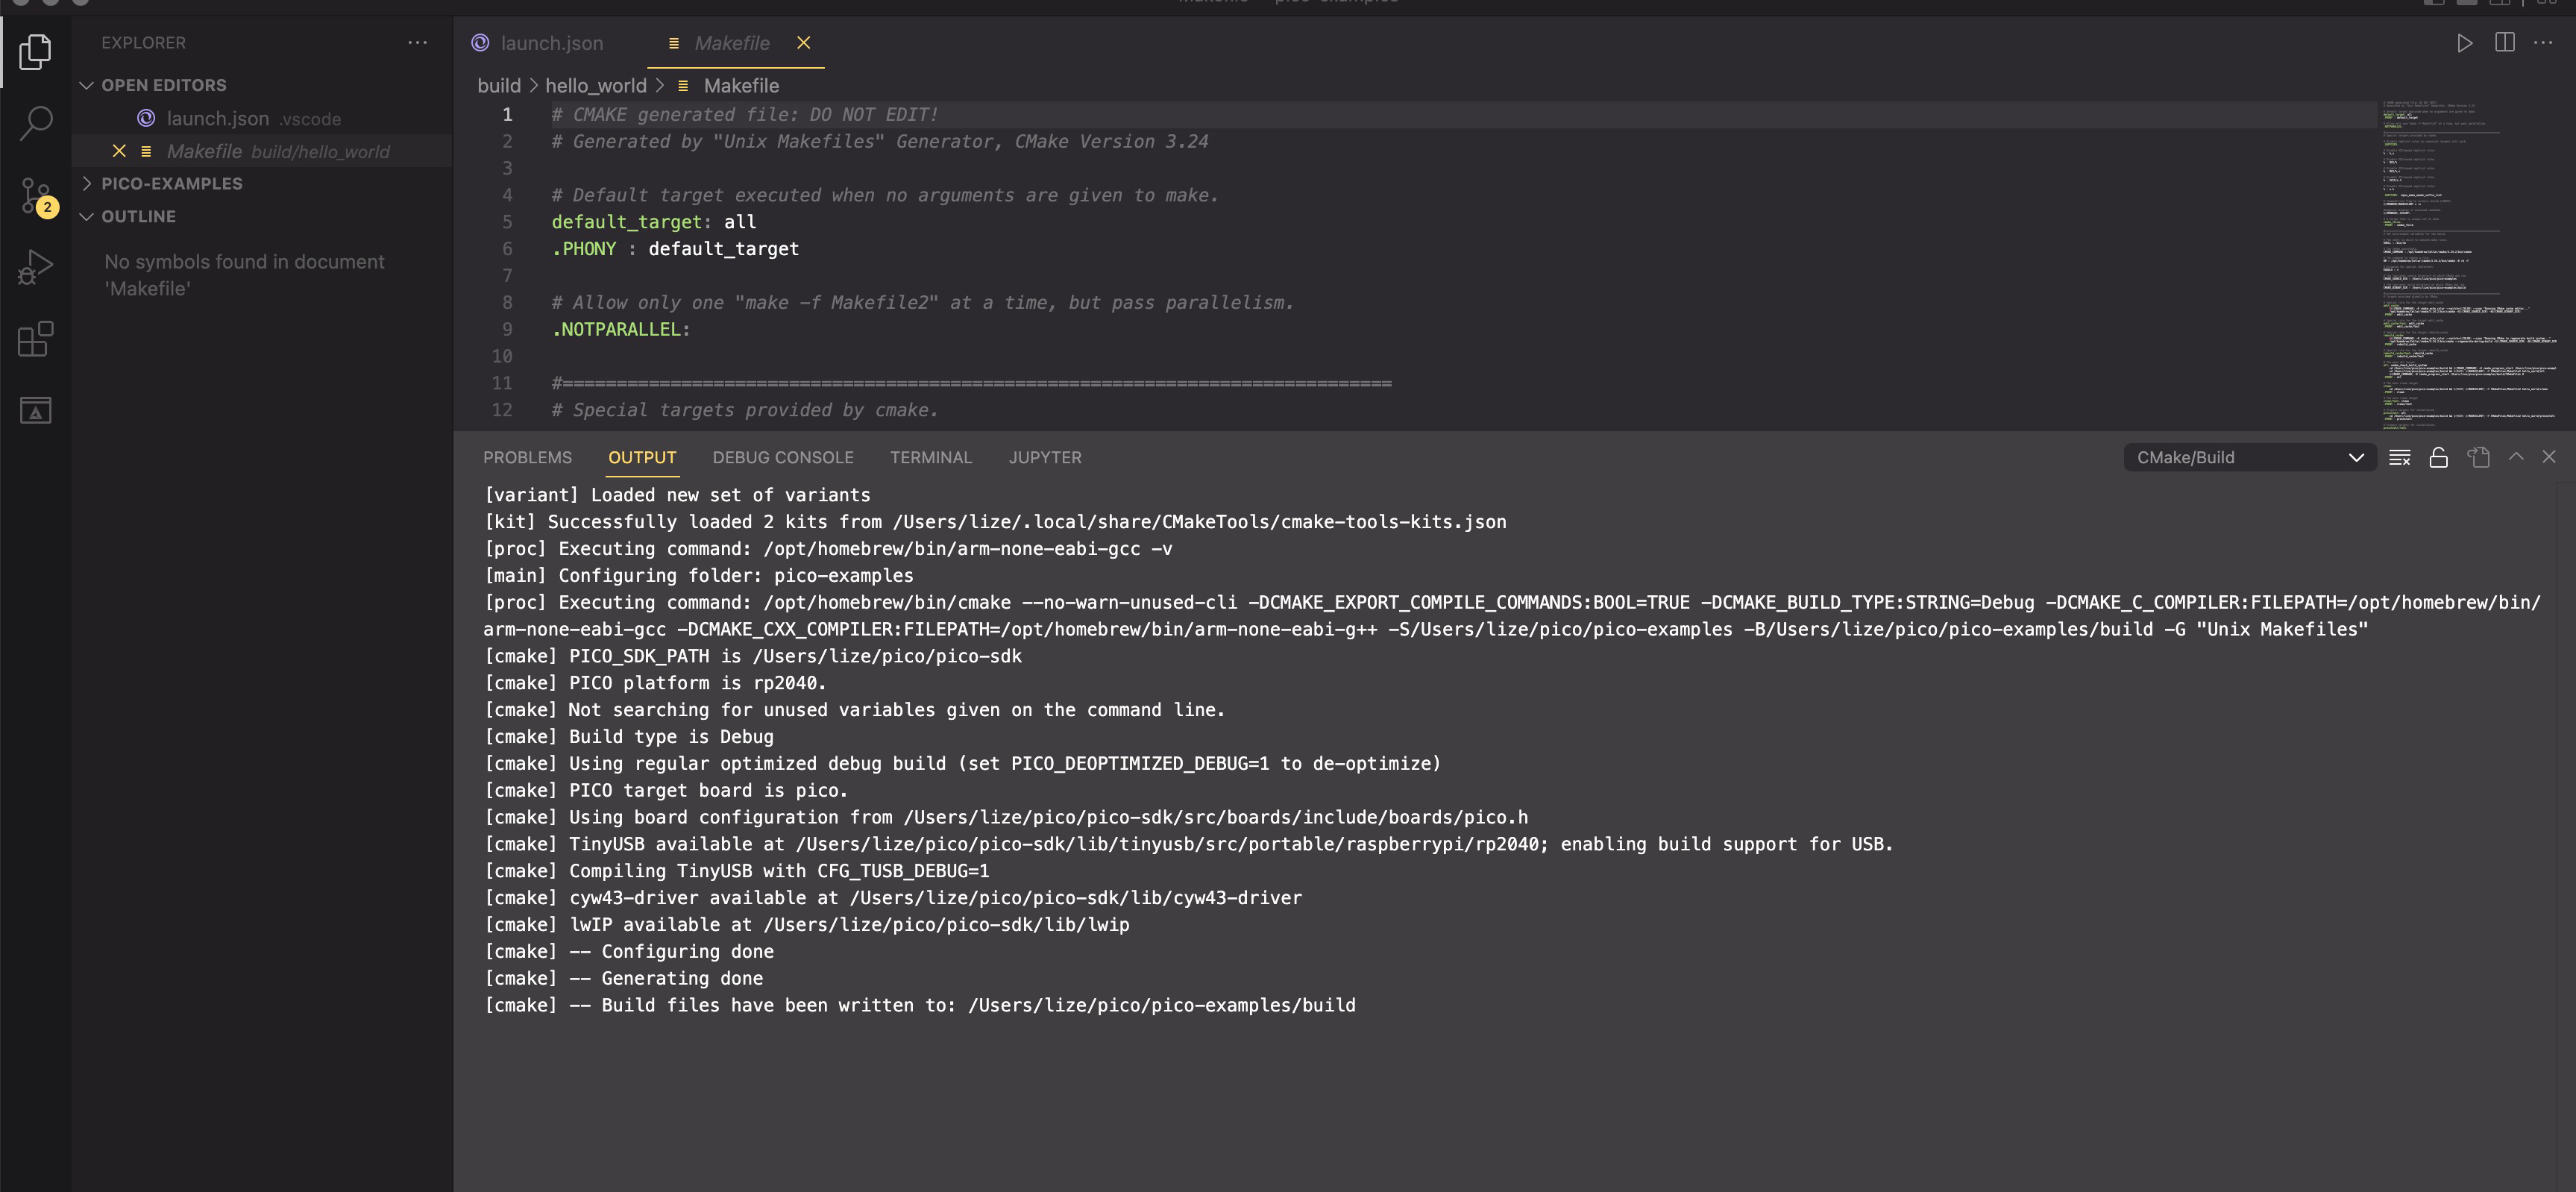 EXPLORER
OPEN EDITORS
launch.json .vscode
Makefile build/hello_world
PICO-EXAMPLES
OUTLINE
No symbols found in document
'Makefile'
2
launch.json
Makefile
build > hello_world > Makefile
1 # CMAKE generated file: DO NOT EDIT!
2 # Generated by "Unix Makefiles" Generator, CMake Version 3.24
3
4 # Default target executed when no arguments are given to make.
5 default_target: all
6 .PHONY : default_target
7
8 # Allow only one "make -f Makefile2" at a time, but pass parallelism.
9 .NOTPARALLEL:
10
11 #=============================================================================
12 # Special targets provided by cmake.
PROBLEMS OUTPUT DEBUG CONSOLE TERMINAL JUPYTER
CMake/Build
[variant] Loaded new set of variants
[kit] Successfully loaded 2 kits from /Users/lize/.local/share/CMakeTools/cmake-tools-kits.json
[proc] Executing command: /opt/homebrew/bin/arm-none-eabi-gcc -v
[main] Configuring folder: pico-examples
[proc] Executing command: /opt/homebrew/bin/cmake --no-warn-unused-cli -DCMAKE_EXPORT_COMPILE_COMMANDS:BOOL=TRUE -DCMAKE_BUILD_TYPE:STRING=Debug -DCMAKE_C_COMPILER:FILEPATH=/opt/homebrew/bin/
arm-none-eabi-gcc -DCMAKE_CXX_COMPILER:FILEPATH=/opt/homebrew/bin/arm-none-eabi-g++ -S/Users/lize/pico/pico-examples -B/Users/lize/pico/pico-examples/build -G "Unix Makefiles"
[cmake] PICO_SDK_PATH is /Users/lize/pico/pico-sdk
[cmake] PICO platform is rp2040.
[cmake] Not searching for unused variables given on the command line.
[cmake] Build type is Debug
[cmake] Using regular optimized debug build (set PICO_DEOPTIMIZED_DEBUG=1 to de-optimize)
[cmake] PICO target board is pico.
[cmake] Using board configuration from /Users/lize/pico/pico-sdk/src/boards/include/boards/pico.h
[cmake] TinyUSB available at /Users/lize/pico/pico-sdk/lib/tinyusb/src/portable/raspberrypi/rp2040; enabling build support for USB.
[cmake] Compiling TinyUSB with CFG_TUSB_DEBUG=1
[cmake] cyw43-driver available at /Users/lize/pico/pico-sdk/lib/cyw43-driver
[cmake] lwIP available at /Users/lize/pico/pico-sdk/lib/lwip
[cmake] -- Configuring done
[cmake] -- Generating done
[cmake] -- Build files have been written to: /Users/lize/pico/pico-examples/build